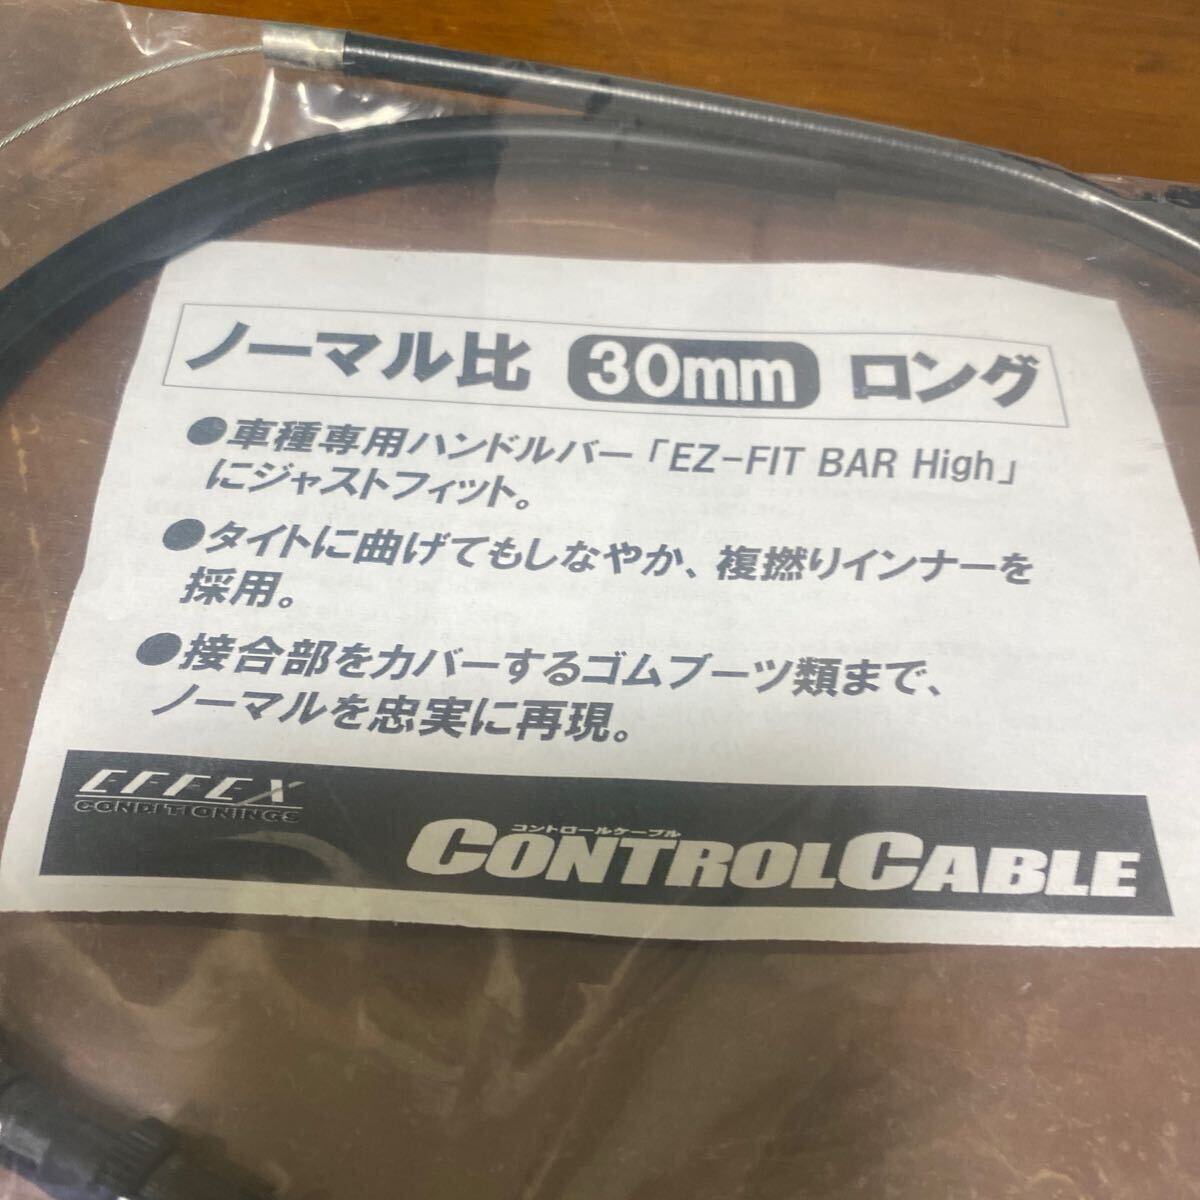 ノーマル比 30mm ロング
●車種専用ハンドルバー「EZ-FIT BAR High」
にジャストフィット。
●タイトに曲げてもしなやか、複撚りインナーを
採用。
●接合部をカバーするゴムブーツ類まで、
ノーマルを忠実に再現。
EFFEX
CONDITIONINGS
コントロールケーブル
CONTROLCABLE